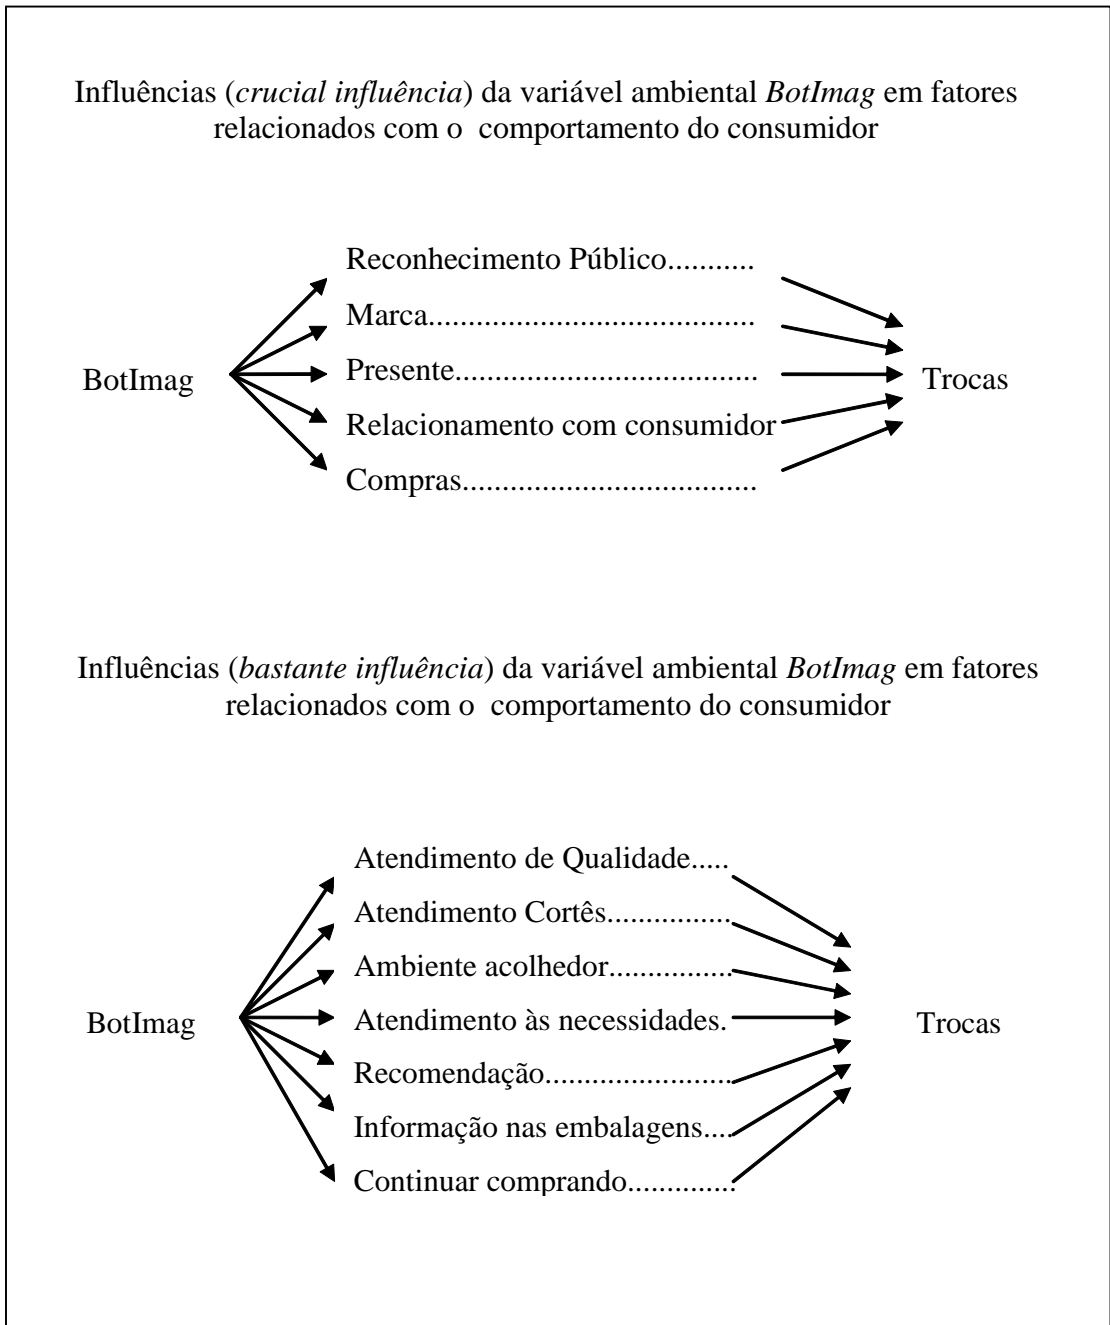 Influências (crucial influência) da variável ambiental BotImag em fatores
relacionados com o  comportamento do consumidor
Reconhecimento Público...........
Marca.........................................
BotImag
Presente......................................
Trocas
Relacionamento com consumidor
Compras.....................................
Influências (bastante influência) da variável ambiental BotImag em fatores
relacionados com o  comportamento do consumidor
Atendimento de Qualidade.....
Atendimento Cortês................
Ambiente acolhedor................
BotImag
Atendimento às necessidades.
Trocas
Recomendação........................
Informação nas embalagens....
Continuar comprando..............